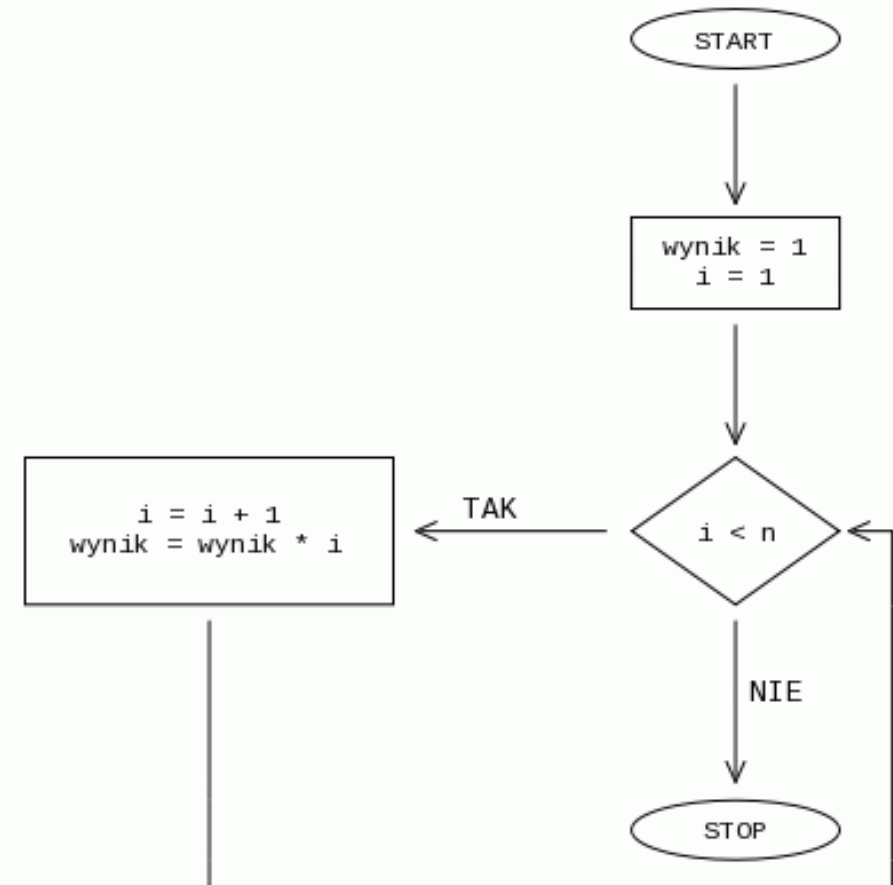 START
wynik = 1
i = 1
i = i + 1
wynik = wynik * i
TAK
i < n
NIE
STOP